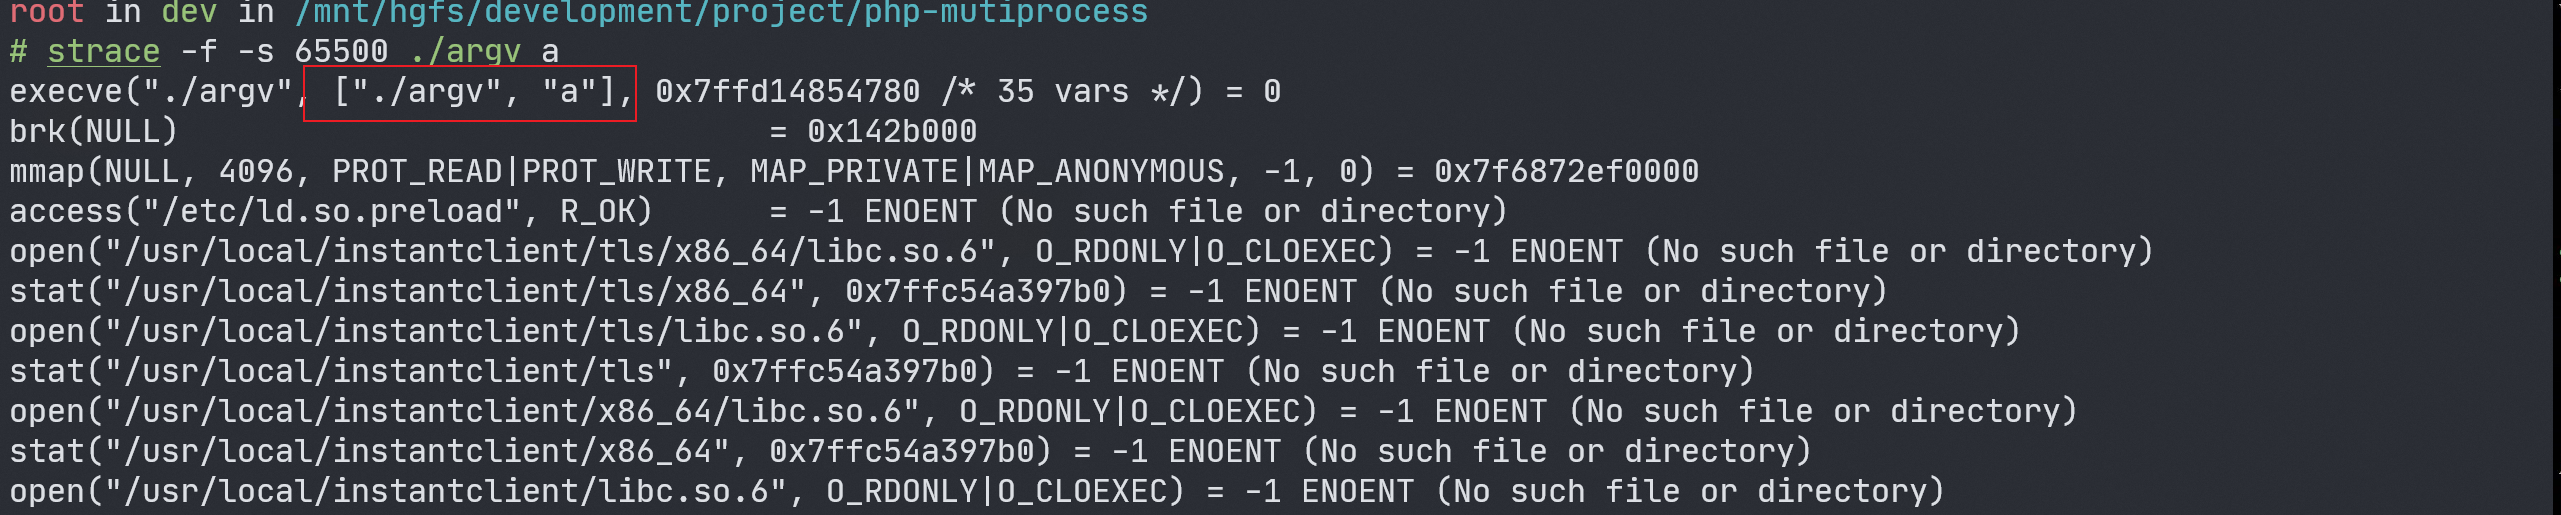 root in dev in /mnt/hgfs/development/project/php-mutiprocess
# strace -f -s 65500 ./argv a
execve("./argv", ["./argv", "a"], 0x7ffd14854780 /* 35 vars */) = 0
brk(NULL)                               = 0x142b000
mmap(NULL, 4096, PROT_READ|PROT_WRITE, MAP_PRIVATE|MAP_ANONYMOUS, -1, 0) = 0x7f6872ef0000
access("/etc/ld.so.preload", R_OK)      = -1 ENOENT (No such file or directory)
open("/usr/local/instantclient/tls/x86_64/libc.so.6", O_RDONLY|O_CLOEXEC) = -1 ENOENT (No such file or directory)
stat("/usr/local/instantclient/tls/x86_64", 0x7ffc54a397b0) = -1 ENOENT (No such file or directory)
open("/usr/local/instantclient/tls/libc.so.6", O_RDONLY|O_CLOEXEC) = -1 ENOENT (No such file or directory)
stat("/usr/local/instantclient/tls", 0x7ffc54a397b0) = -1 ENOENT (No such file or directory)
open("/usr/local/instantclient/x86_64/libc.so.6", O_RDONLY|O_CLOEXEC) = -1 ENOENT (No such file or directory)
stat("/usr/local/instantclient/x86_64", 0x7ffc54a397b0) = -1 ENOENT (No such file or directory)
open("/usr/local/instantclient/libc.so.6", O_RDONLY|O_CLOEXEC) = -1 ENOENT (No such file or directory)